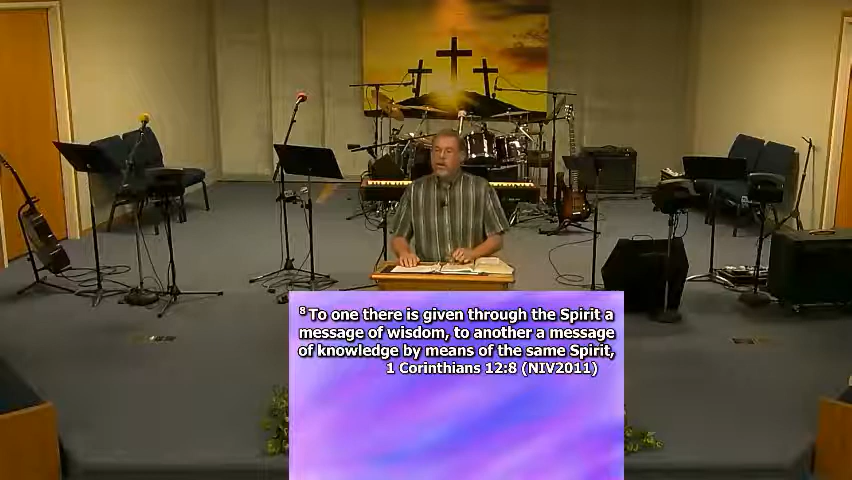 8 To one there is given through the Spirit a
message of wisdom, to another a message
of knowledge by means of the same Spirit,
1 Corinthians 12:8 (NIV2011)